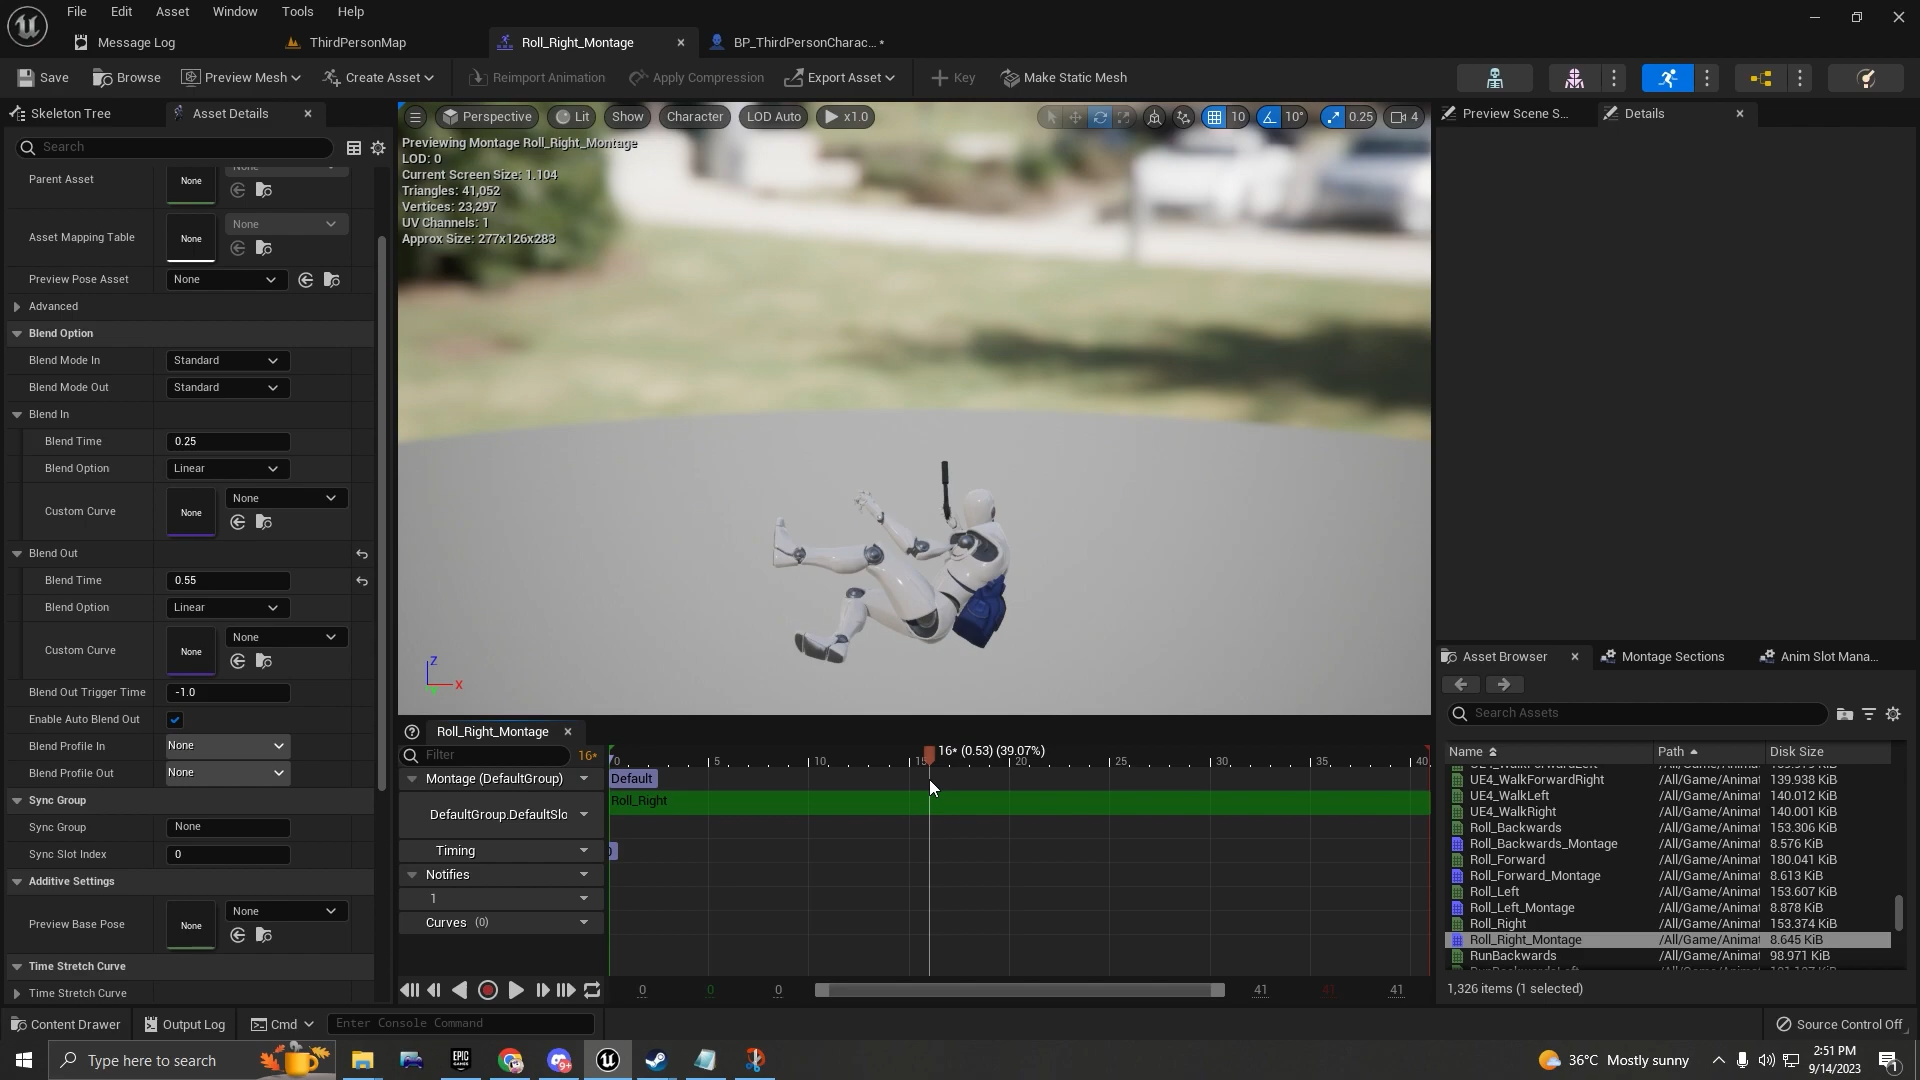 File Edit Asset Window Tools Help
Message Log ThirdPersonMap Roll_Right_Montage BP_ThirdPersonCharac... *
Save Browse Preview Mesh Create Asset Reimport Animation Apply Compression Export Asset Key Make Static Mesh
Skeleton Tree Asset Details
Search
Parent Asset None
Asset Mapping Table None None
Preview Pose Asset None
Advanced
Blend Option
Blend Mode In Standard
Blend Mode Out Standard
Blend In
Blend Time 0.25
Blend Option Linear
Custom Curve None None
Blend Out
Blend Time 0.55
Blend Option Linear
Custom Curve None None
Blend Out Trigger Time -1.0
Enable Auto Blend Out
Blend Profile In None
Blend Profile Out None
Sync Group
Sync Group None
Sync Slot Index 0
Additive Settings
Preview Base Pose None None
Time Stretch Curve
Time Stretch Curve
Perspective Lit Show Character LOD Auto x1.0 10 10° 0.25 4
Previewing Montage Roll_Right_Montage
LOD: 0
Current Screen Size: 1.104
Triangles: 41,052
Vertices: 23,297
UV Channels: 1
Approx Size: 277x126x283
Z
X
Roll_Right_Montage
Filter 16*
16* (0.53) (39.07%)
0 5 10 15 20 25 30 35 40
Montage (DefaultGroup) Default
Roll_Right
DefaultGroup.DefaultSlo
Timing
Notifies
1
Curves (0)
0 0 0 41 41 41
Preview Scene S... Details
Asset Browser Montage Sections Anim Slot Mana...
Search Assets
Name Path Disk Size
UE4_WalkForwardRight /All/Game/Animat 139.938 KiB
UE4_WalkLeft /All/Game/Animat 140.012 KiB
UE4_WalkRight /All/Game/Animat 140.001 KiB
Roll_Backwards /All/Game/Animat 153.306 KiB
Roll_Backwards_Montage /All/Game/Animat 8.576 KiB
Roll_Forward /All/Game/Animat 180.041 KiB
Roll_Forward_Montage /All/Game/Animat 8.613 KiB
Roll_Left /All/Game/Animat 153.607 KiB
Roll_Left_Montage /All/Game/Animat 8.878 KiB
Roll_Right /All/Game/Animat 153.374 KiB
Roll_Right_Montage /All/Game/Animat 8.645 KiB
RunBackwards /All/Game/Animat 98.971 KiB
1,326 items (1 selected)
Content Drawer Output Log Cmd Enter Console Command Source Control Off
Type here to search EPIC GAMES 36°C Mostly sunny 2:51 PM
9/14/2023 1